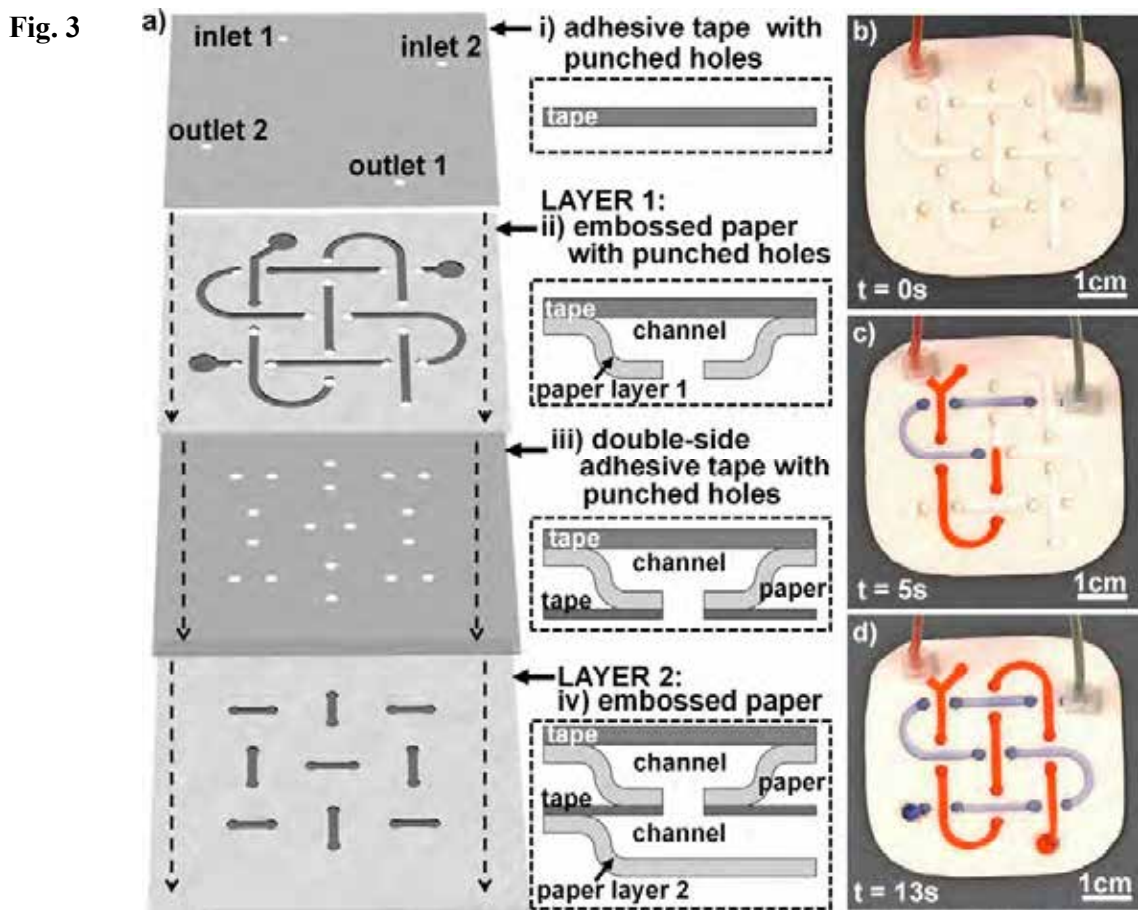 Fig. 3
a)
inlet 1
inlet 2
outlet 2
outlet 1
i) adhesive tape with
punched holes
tape
LAYER 1:
ii) embossed paper
with punched holes
tape
channel
paper layer 1
iii) double-side
adhesive tape with
punched holes
tape
channel
paper
tape
LAYER 2:
iv) embossed paper
tape
channel
paper
tape
channel
paper layer 2
b)
t = 0s
1cm
c)
t = 5s
1cm
d)
t = 13s
1cm